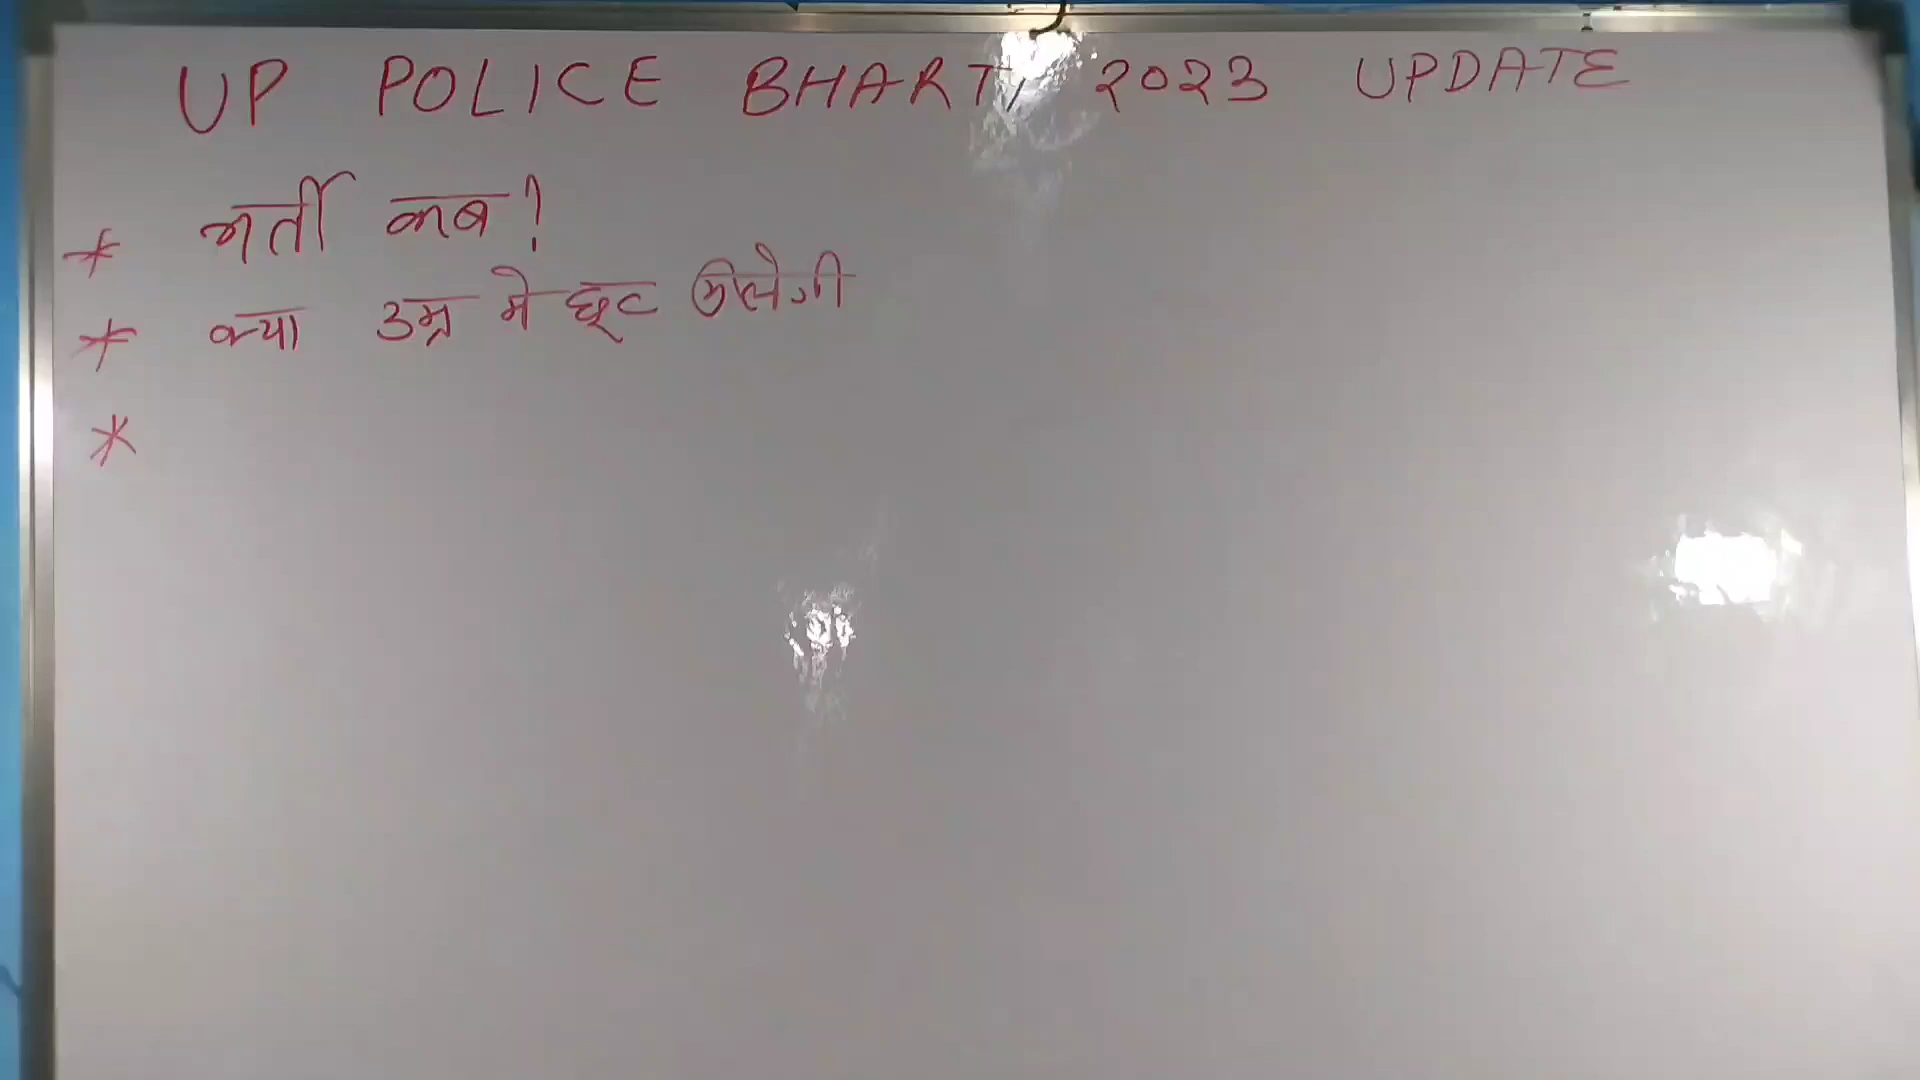 UP POLICE BHARTI 2023 UPDATE
* भर्ती कब?
* क्या उम्र मे छूट मिलेगी
*